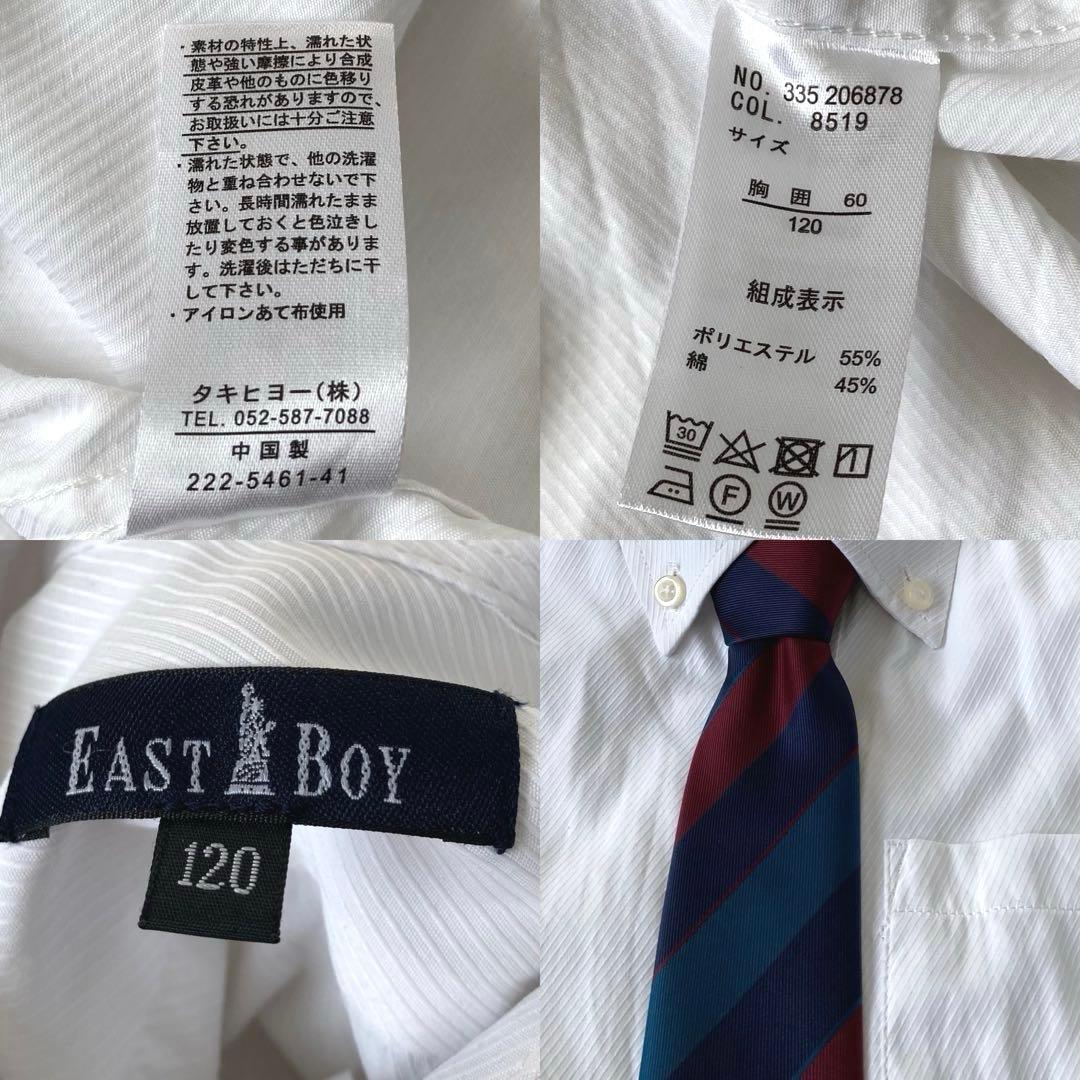 ・素材の特性上、濡れた状
態や強い摩擦により合成
皮革や他のものに色移り
する恐れがありますので、
お取扱いには十分ご注意
下さい。
・濡れた状態で、他の洗濯
物と重ね合わせないで下
さい。長時間濡れたまま
放置しておくと色泣きし
たり変色する事がありま
す。洗濯後はただちに干
して下さい。
・アイロンあて布使用
タキヒヨー(株)
TEL. 052-587-7088
中国製
222-5461-41
NO. 335 206878
COL. 8519
サイズ
胸囲 60
120
組成表示
ポリエステル 55%
綿 45%
30
1
F W
EAST BOY
120